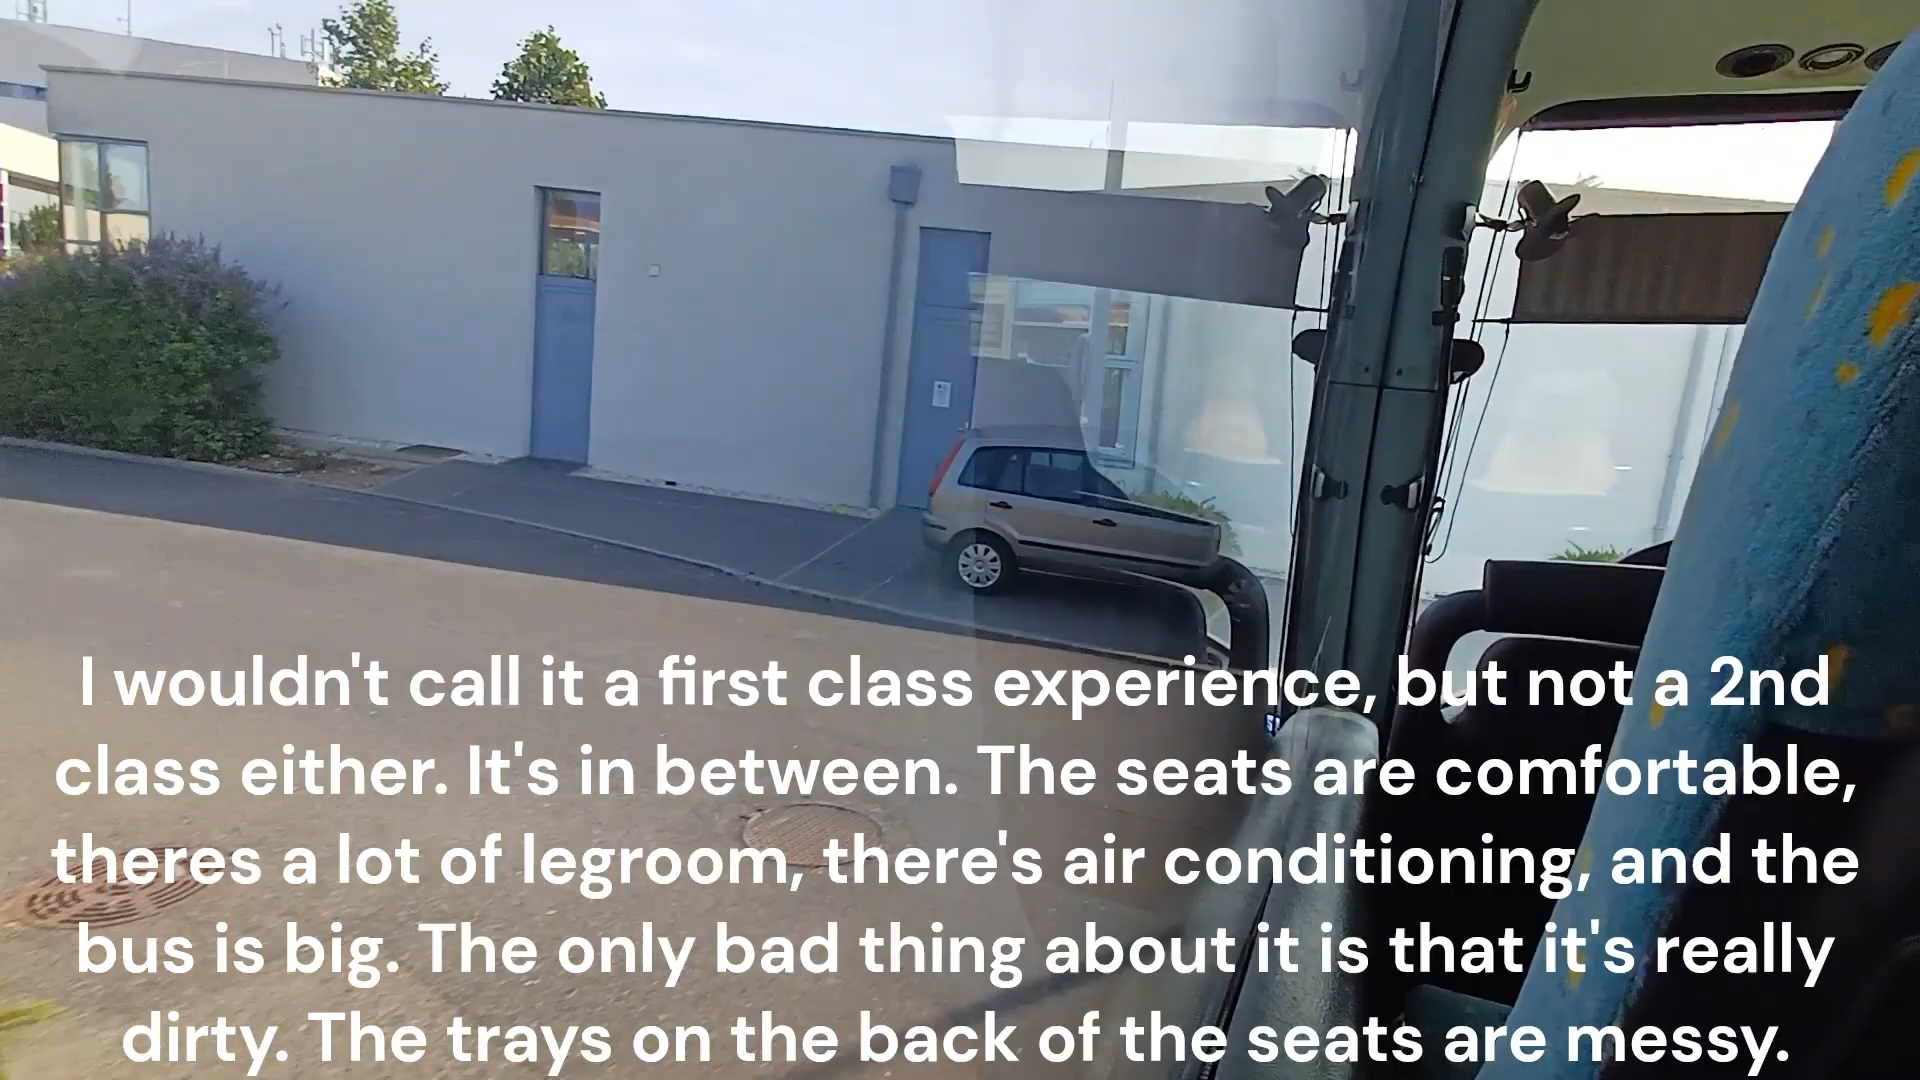 I wouldn't call it a first class experience, but not a 2nd
class either. It's in between. The seats are comfortable,
theres a lot of legroom, there's air conditioning, and the
bus is big. The only bad thing about it is that it's really
dirty. The trays on the back of the seats are messy.